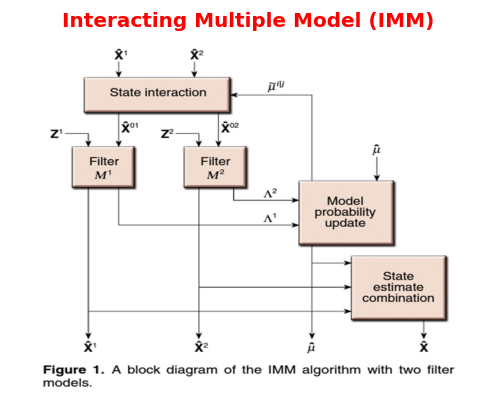 Interacting Multiple Model (IMM)
X̂¹ X̂²
State interaction
μ̃ⁱ|ʲ
X̂⁰¹ X̂⁰²
Z¹ Z²
Filter
M¹
Filter
M²
μ̂
Λ²
Λ¹
Model
probability
update
State
estimate
combination
X̂¹ X̂² μ̂ X̂
Figure 1. A block diagram of the IMM algorithm with two filter
models.